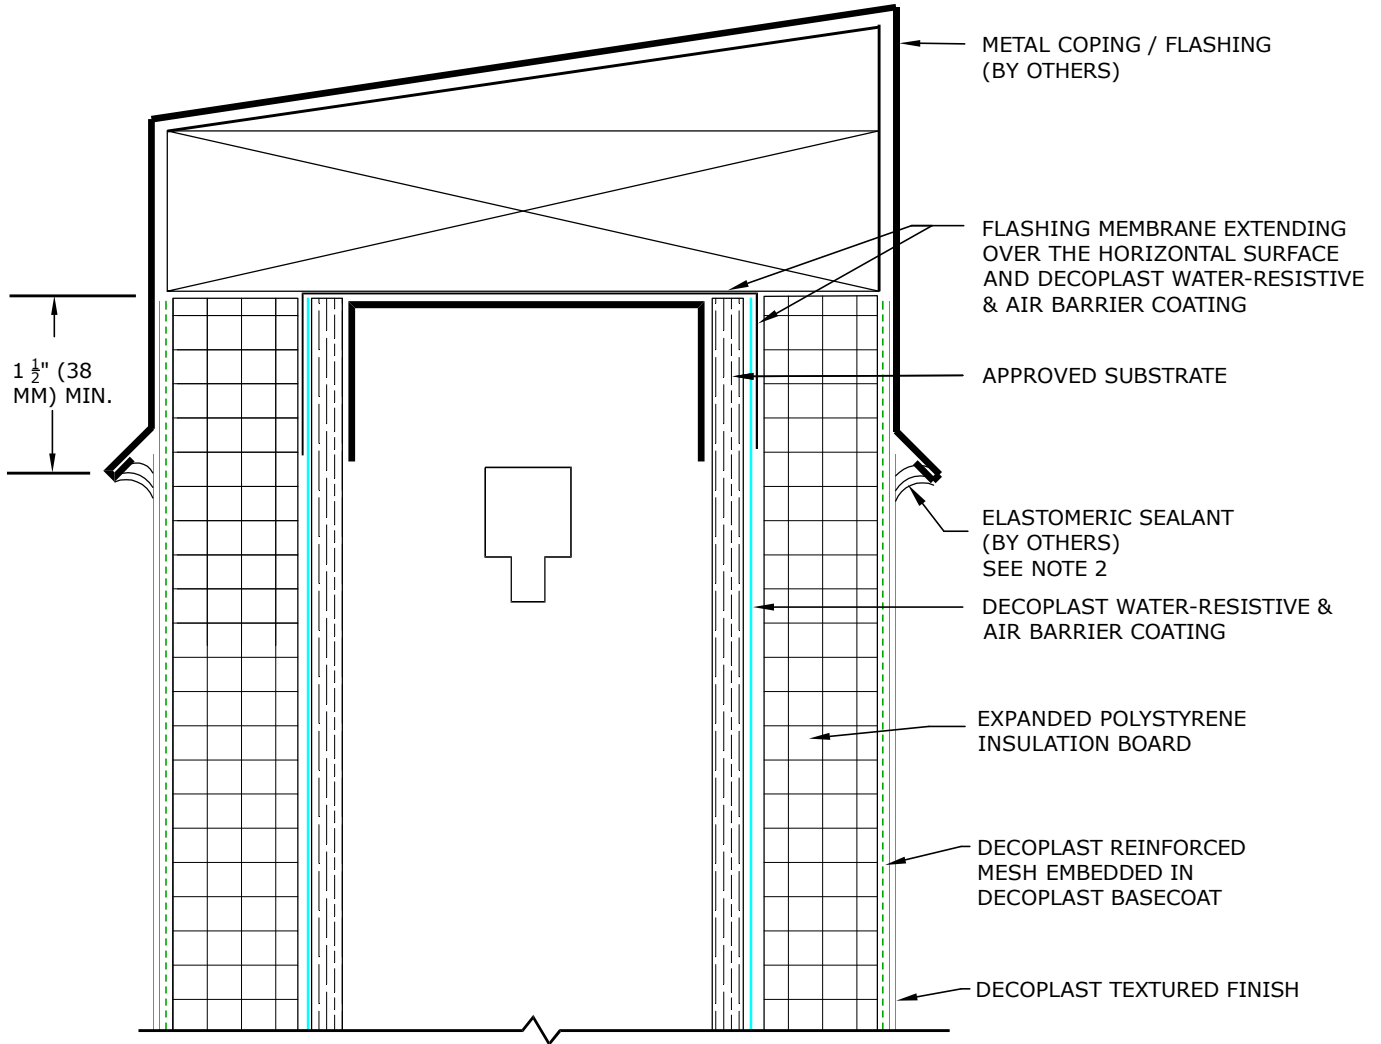 METAL COPING / FLASHING
(BY OTHERS)
FLASHING MEMBRANE EXTENDING
OVER THE HORIZONTAL SURFACE
AND DECOPLAST WATER-RESISTIVE
& AIR BARRIER COATING
1 1/2" (38
MM) MIN.
APPROVED SUBSTRATE
ELASTOMERIC SEALANT
(BY OTHERS)
SEE NOTE 2
DECOPLAST WATER-RESISTIVE &
AIR BARRIER COATING
EXPANDED POLYSTYRENE
INSULATION BOARD
DECOPLAST REINFORCED
MESH EMBEDDED IN
DECOPLAST BASECOAT
DECOPLAST TEXTURED FINISH